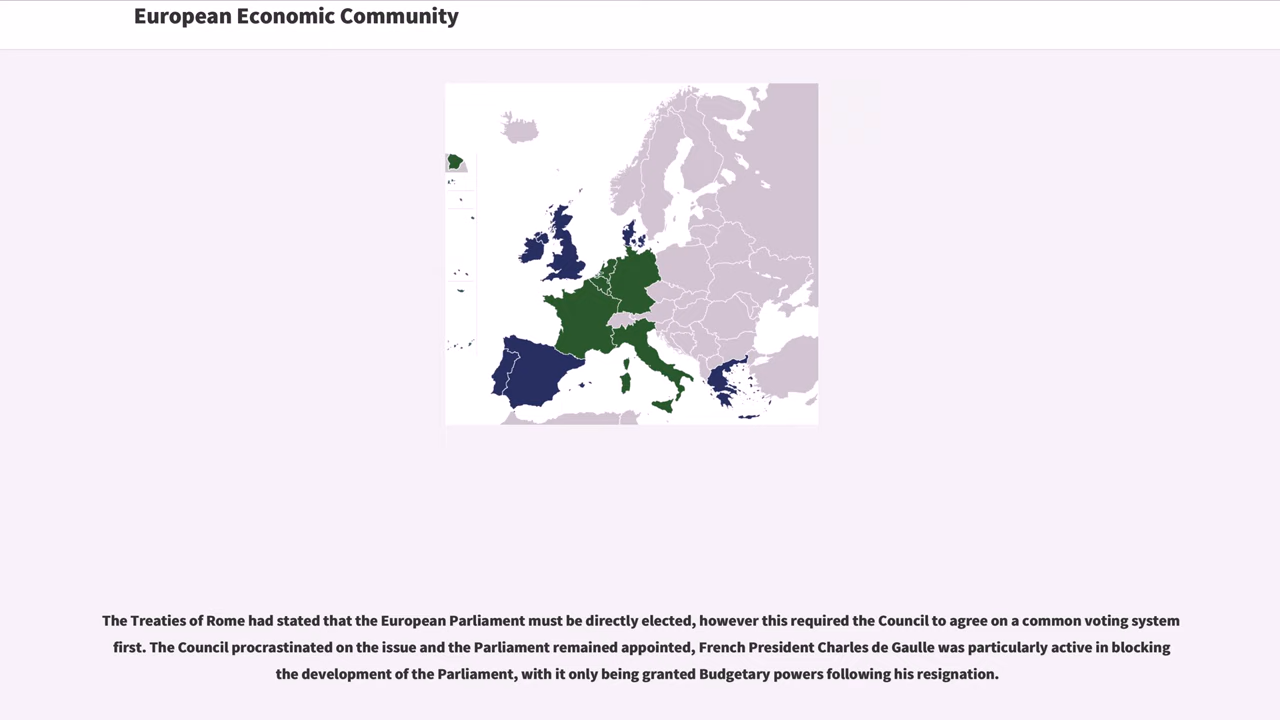 European Economic Community
The Treaties of Rome had stated that the European Parliament must be directly elected, however this required the Council to agree on a common voting system
first. The Council procrastinated on the issue and the Parliament remained appointed, French President Charles de Gaulle was particularly active in blocking
the development of the Parliament, with it only being granted Budgetary powers following his resignation.